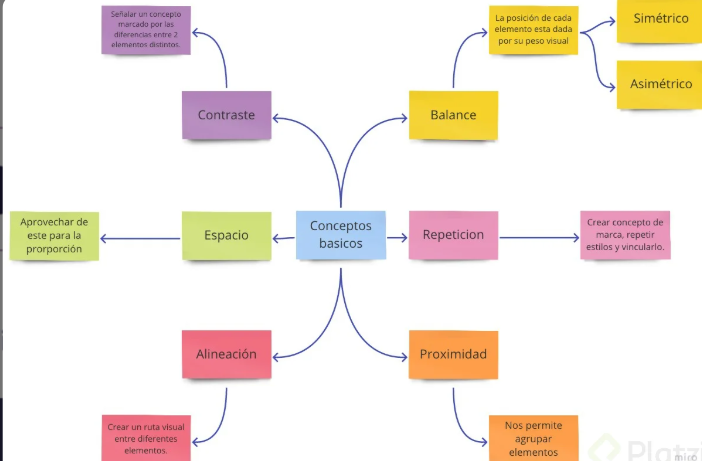 Señalar un concepto
marcado por las
diferencias entre 2
elementos distintos.
La posición de cada
elemento esta dada
por su peso visual
Simétrico
Asimétrico
Contraste
Balance
Aprovechar de
este para la
prorporción
Espacio
Conceptos
basicos
Repeticion
Crear concepto de
marca, repetir
estilos y vincularlo.
Alineación
Proximidad
Crear un ruta visual
entre diferentes
elementos.
Nos permite
agrupar
elementos
Platzi
miro